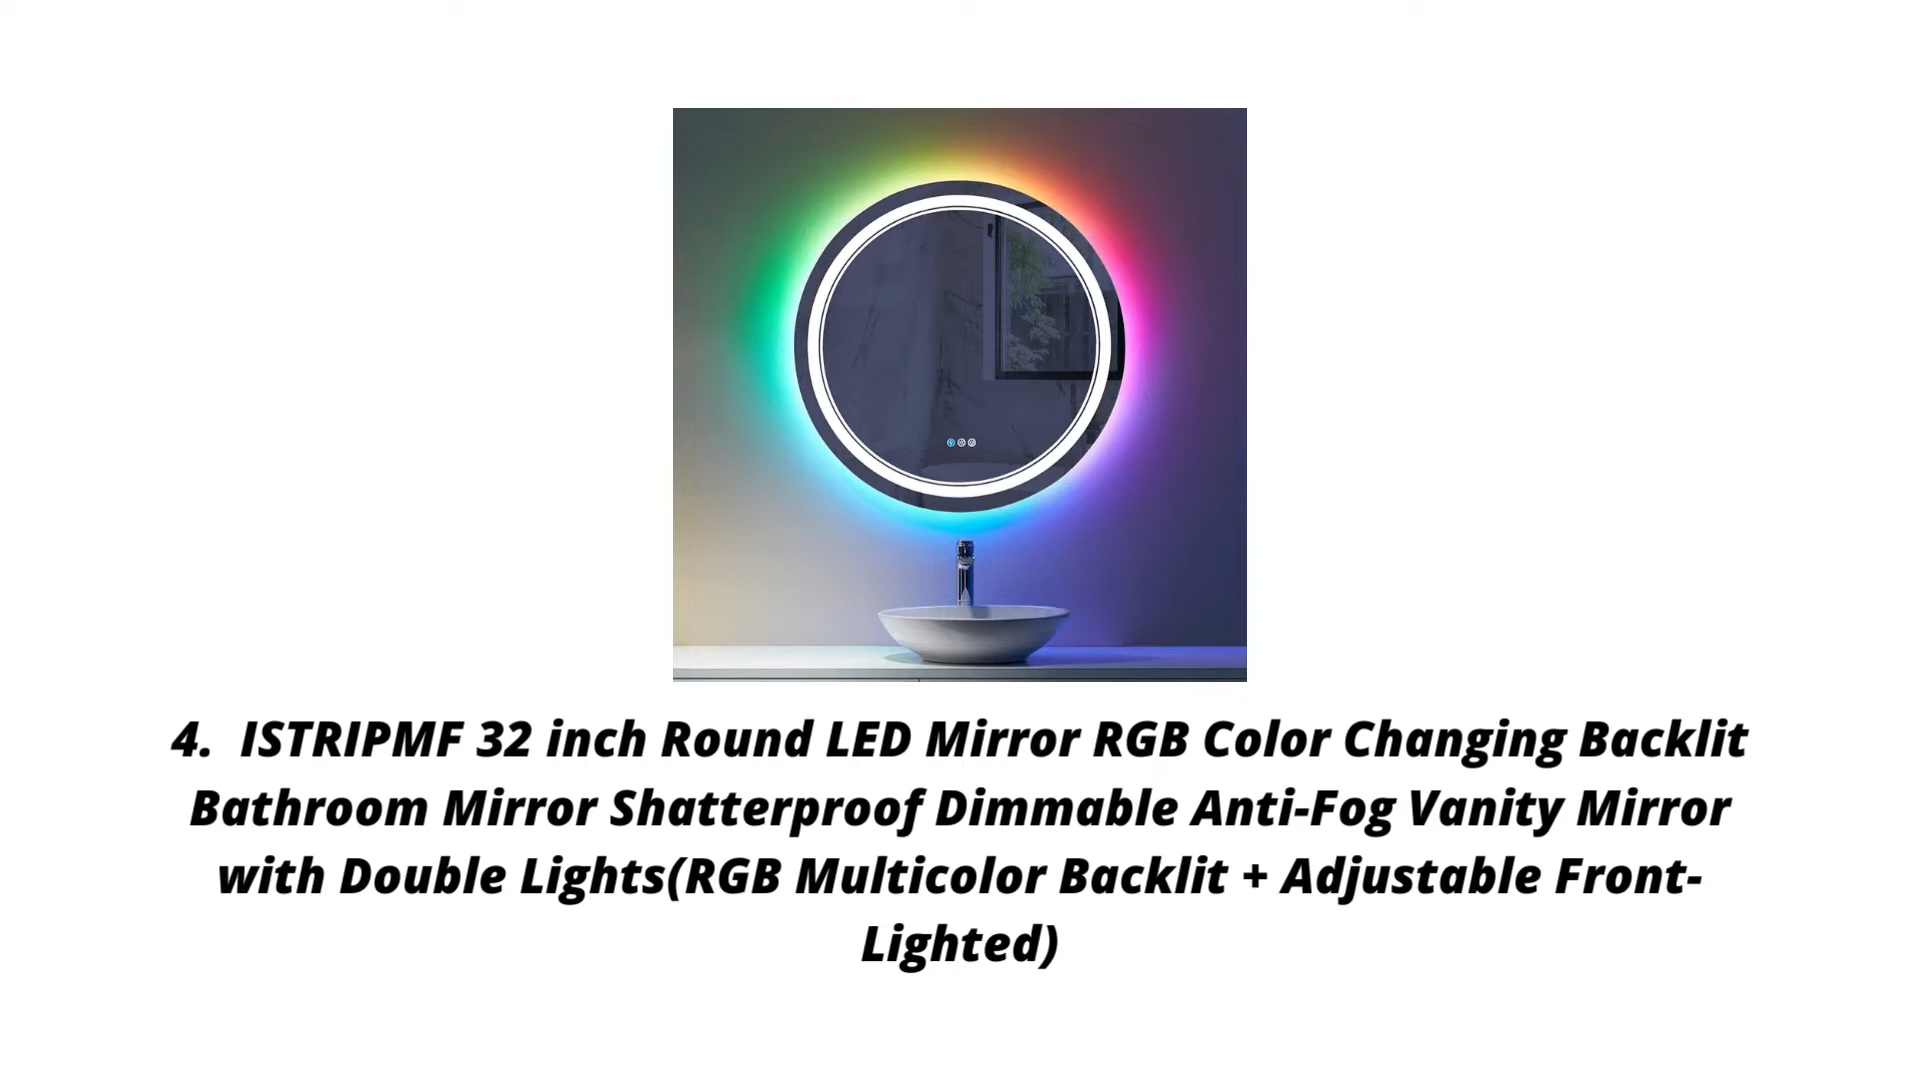 4.  ISTRIPMF 32 inch Round LED Mirror RGB Color Changing Backlit
Bathroom Mirror Shatterproof Dimmable Anti-Fog Vanity Mirror
with Double Lights(RGB Multicolor Backlit + Adjustable Front-
Lighted)